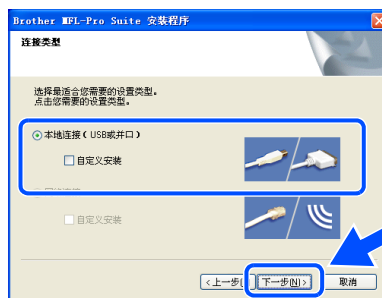 Brother MFL-Pro Suite 安装程序
连接类型
选择最适合您需要的设置类型。
点击您需要的设置类型。
本地连接（USB或并口）
自定义安装
自定义安装
<上一步(
下一步(N)>
取消